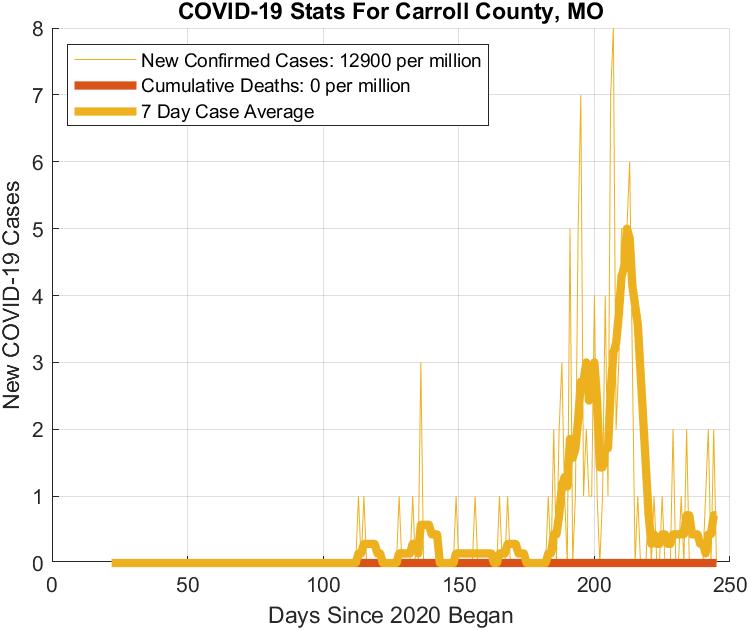 COVID-19 Stats For Carroll County, MO
New Confirmed Cases: 12900 per million
Cumulative Deaths: 0 per million
7 Day Case Average
New COVID-19 Cases
8
7
6
5
4
3
2
1
0
0 50 100 150 200 250
Days Since 2020 Began